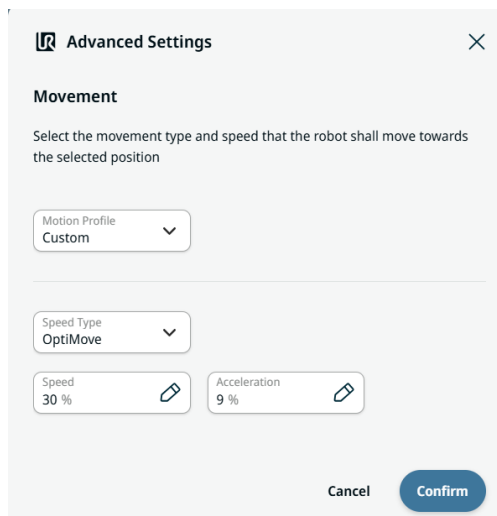 UR Advanced Settings
Movement
Select the movement type and speed that the robot shall move towards
the selected position
Motion Profile
Custom
Speed Type
OptiMove
Speed
30 %
Acceleration
9 %
Cancel
Confirm